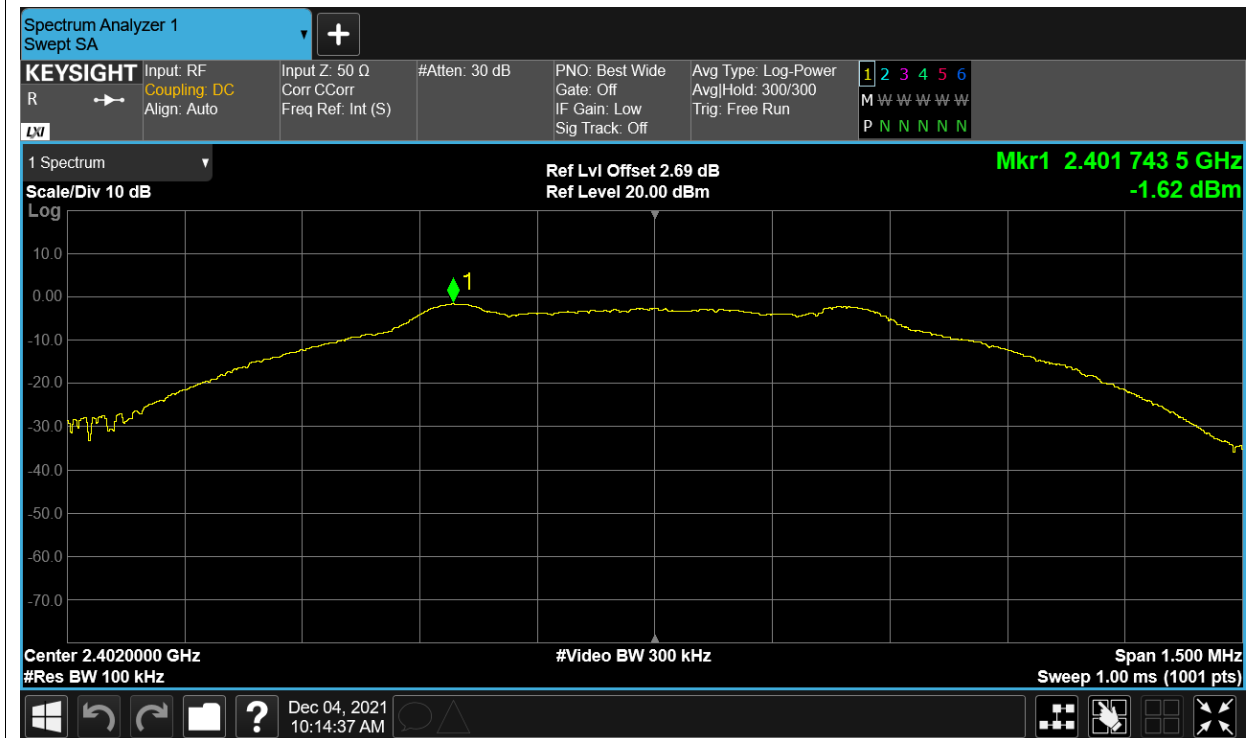 Spectrum Analyzer 1
Swept SA
KEYSIGHT
R
LXI
Input: RF
Coupling: DC
Align: Auto
Input Z: 50 Ω
Corr CCorr
Freq Ref: Int (S)
#Atten: 30 dB
PNO: Best Wide
Gate: Off
IF Gain: Low
Sig Track: Off
Avg Type: Log-Power
Avg|Hold: 300/300
Trig: Free Run
1 2 3 4 5 6
M W W W W W
P N N N N N
1 Spectrum
Scale/Div 10 dB
Log
Ref Lvl Offset 2.69 dB
Ref Level 20.00 dBm
Mkr1 2.401 743 5 GHz
-1.62 dBm
1
10.0
0.00
-10.0
-20.0
-30.0
-40.0
-50.0
-60.0
-70.0
Center 2.4020000 GHz
#Res BW 100 kHz
#Video BW 300 kHz
Span 1.500 MHz
Sweep 1.00 ms (1001 pts)
?
Dec 04, 2021
10:14:37 AM